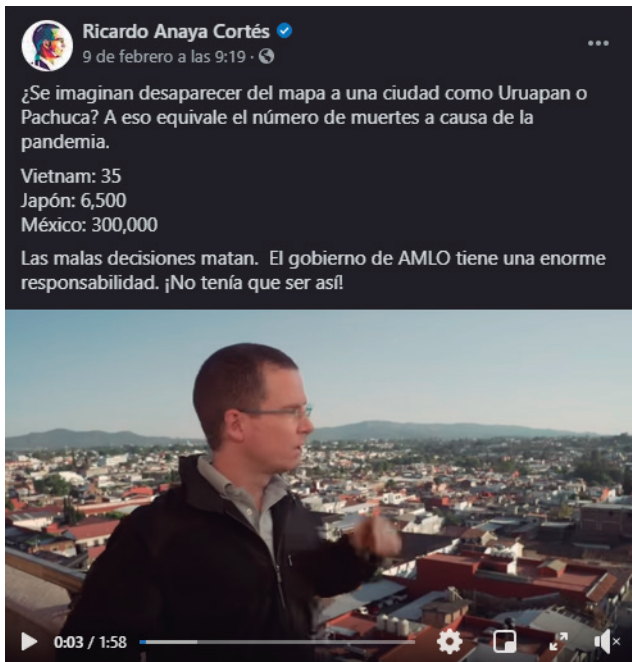 Ricardo Anaya Cortés
9 de febrero a las 9:19 ·
¿Se imaginan desaparecer del mapa a una ciudad como Uruapan o
Pachuca? A eso equivale el número de muertes a causa de la
pandemia.
Vietnam: 35
Japón: 6,500
México: 300,000
Las malas decisiones matan. El gobierno de AMLO tiene una enorme
responsabilidad. ¡No tenía que ser así!
0:03 / 1:58